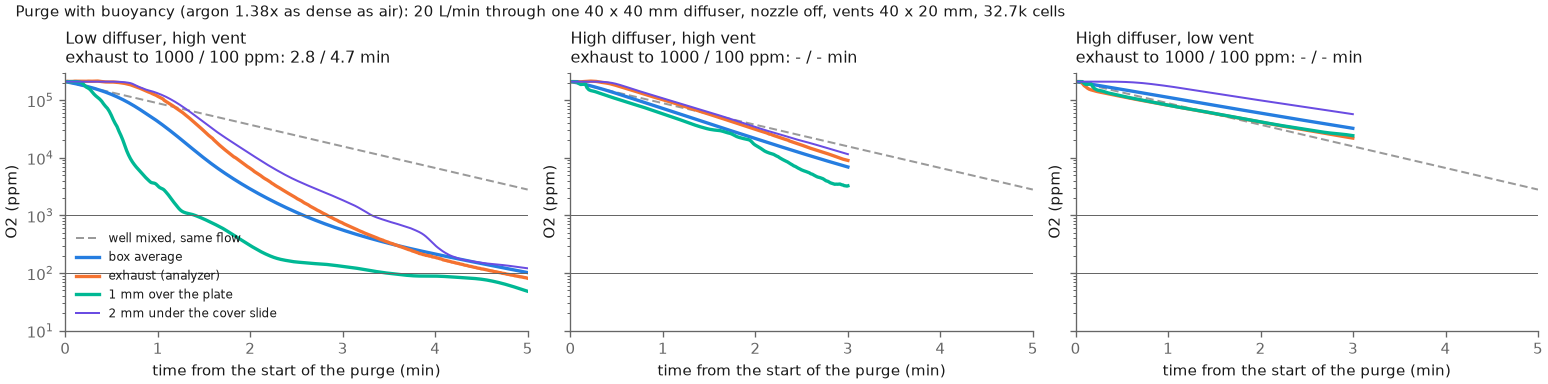 Purge with buoyancy (argon 1.38x as dense as air): 20 L/min through one 40 x 40 mm diffuser, nozzle off, vents 40 x 20 mm, 32.7k cells
Low diffuser, high vent
exhaust to 1000 / 100 ppm: 2.8 / 4.7 min
O2 (ppm)
10^5
10^4
10^3
10^2
10^1
well mixed, same flow
box average
exhaust (analyzer)
1 mm over the plate
2 mm under the cover slide
0 1 2 3 4 5
time from the start of the purge (min)
High diffuser, high vent
exhaust to 1000 / 100 ppm: - / - min
O2 (ppm)
0 1 2 3 4 5
time from the start of the purge (min)
High diffuser, low vent
exhaust to 1000 / 100 ppm: - / - min
O2 (ppm)
0 1 2 3 4 5
time from the start of the purge (min)